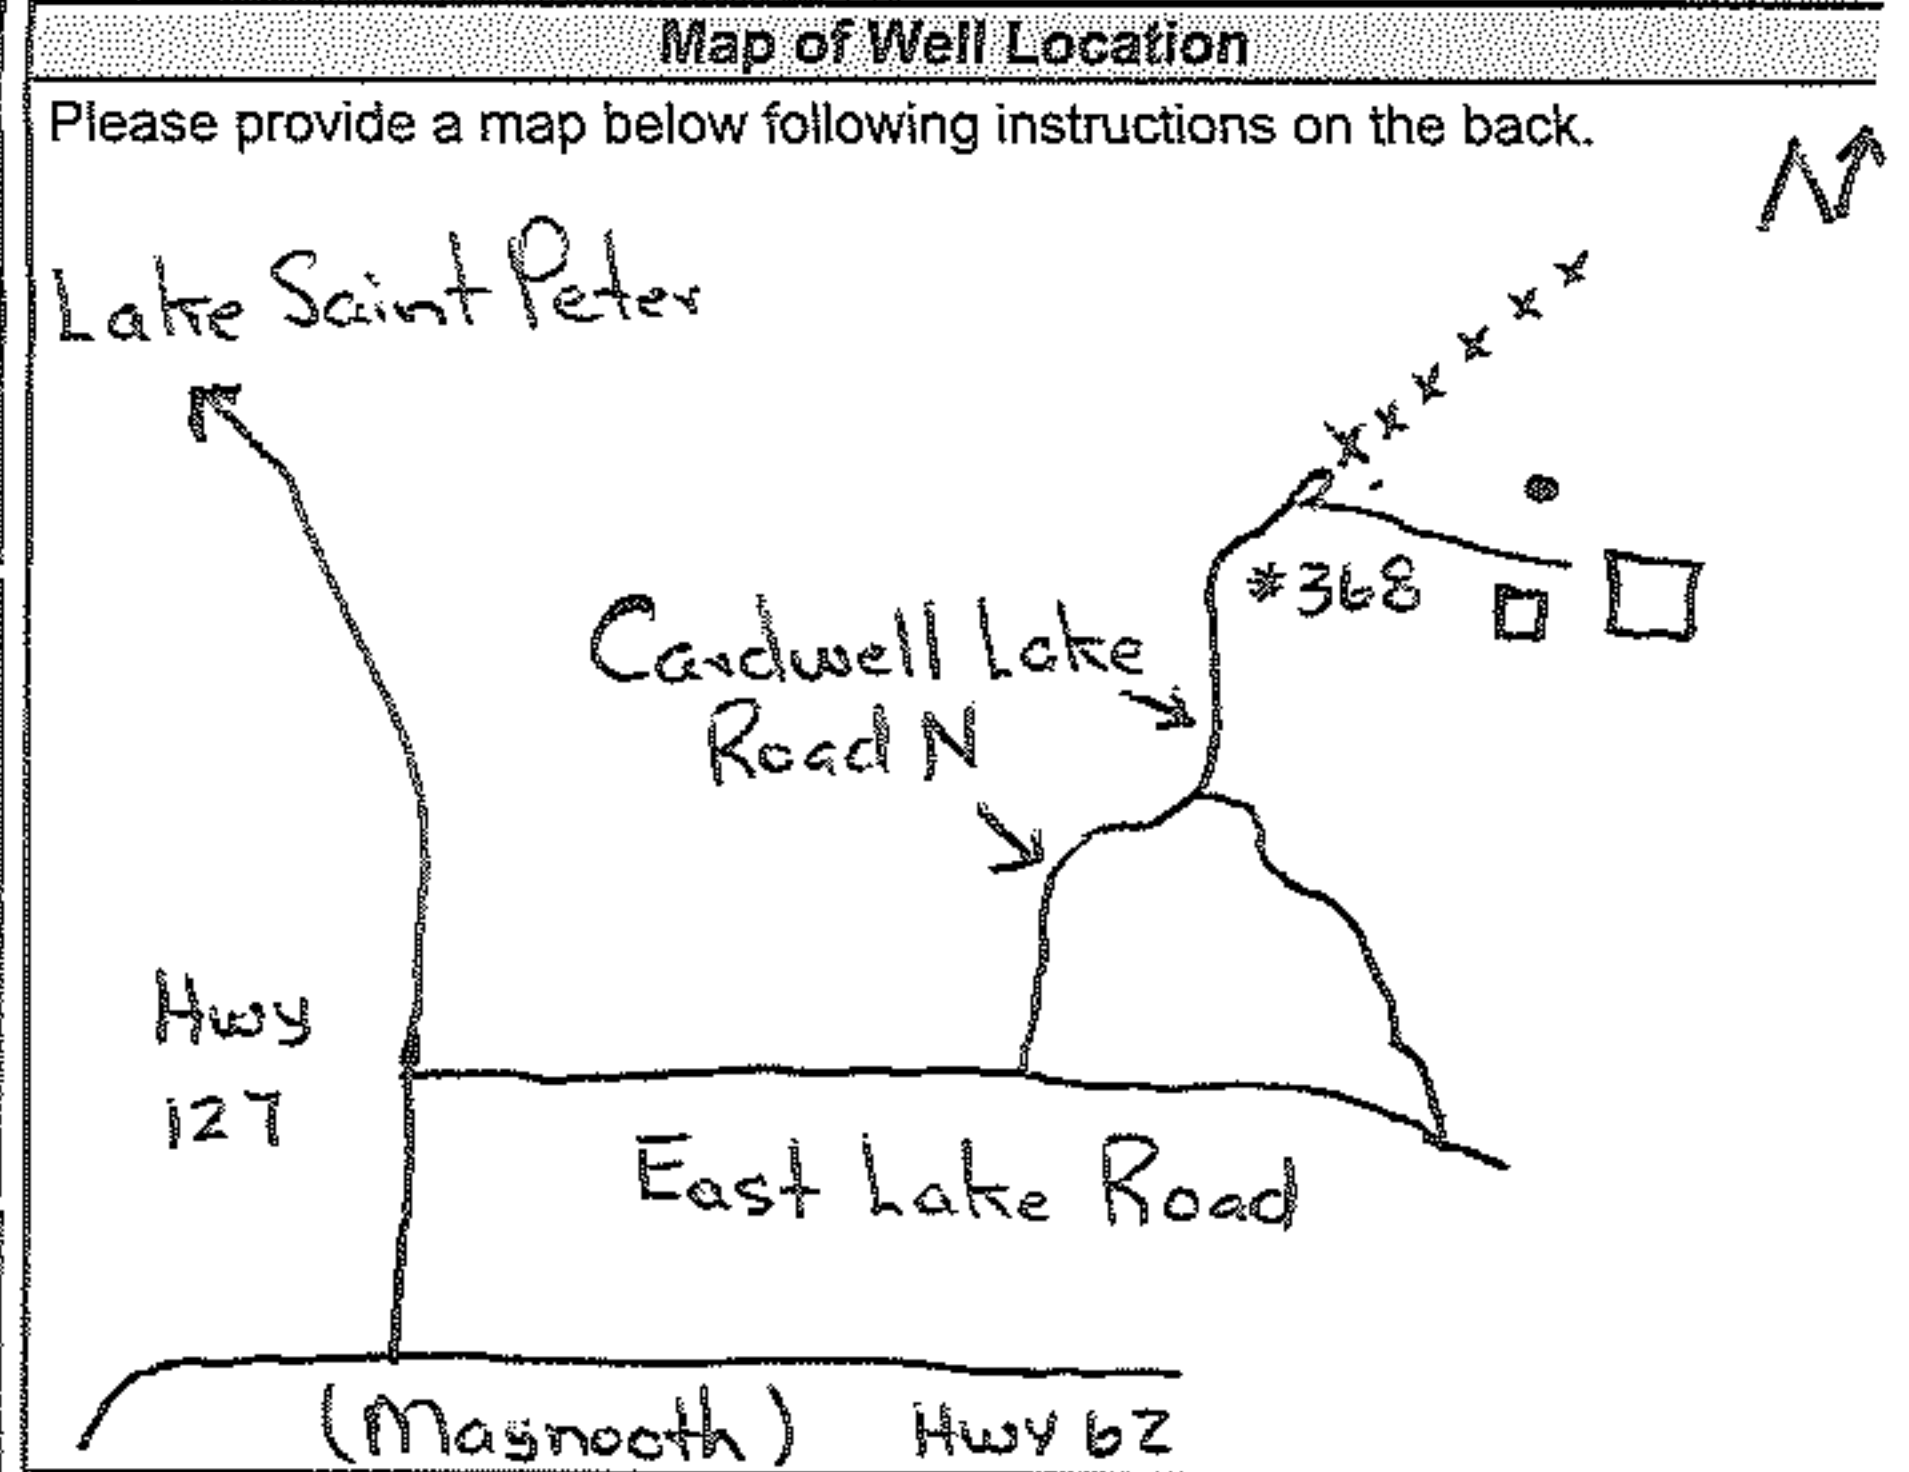 Map of Well Location
Please provide a map below following instructions on the back.
N
Lake Saint Peter
#368
Cardwell Lake
Road N
Hwy
127
East Lake Road
(Maynooth) Hwy 62